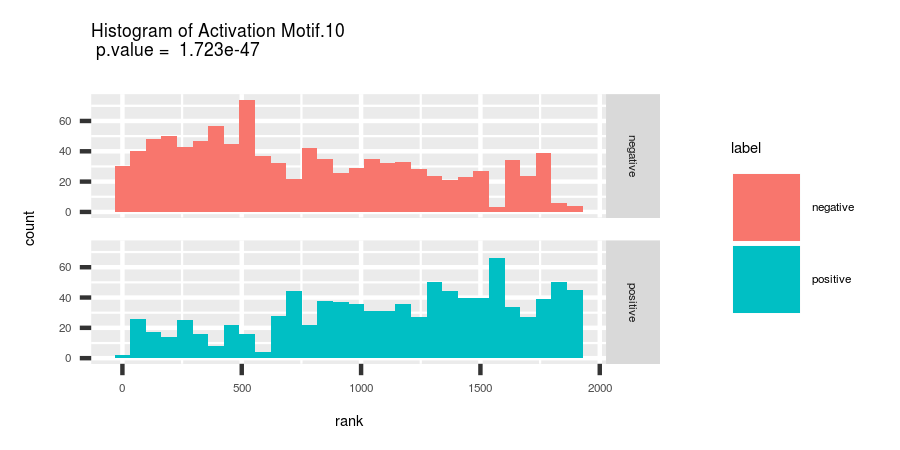 Histogram of Activation Motif.10
p.value = 1.723e-47
count
60
40
20
0
negative
60
40
20
0
positive
0 500 1000 1500 2000
rank
label
negative
positive